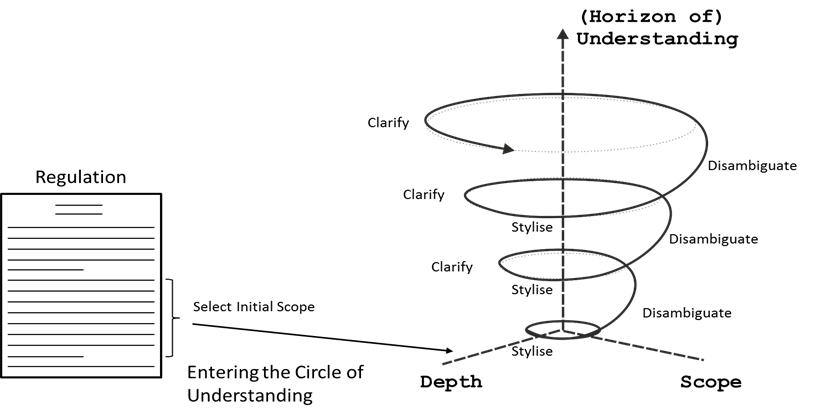 (Horizon of)
Understanding
Clarify
Disambiguate
Regulation
Clarify
Stylise
Disambiguate
Clarify
Stylise
Select Initial Scope
Disambiguate
Stylise
Entering the Circle of
Understanding
Depth
Scope